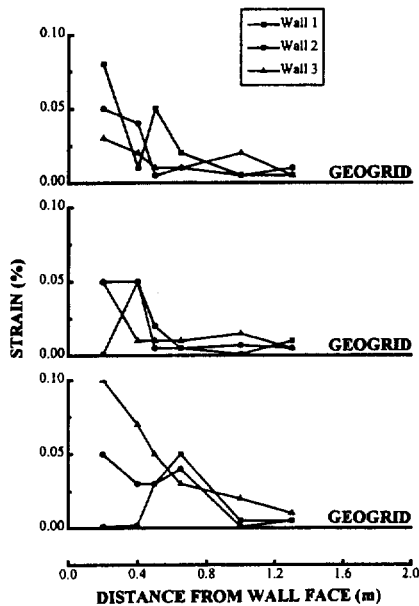 Wall 1
Wall 2
Wall 3
0.10
0.05
0.00
GEOGRID
0.05
0.00
GEOGRID
0.10
0.05
0.00
GEOGRID
STRAIN (%)
0.0 0.4 0.8 1.2 1.6 2.0
DISTANCE FROM WALL FACE (m)